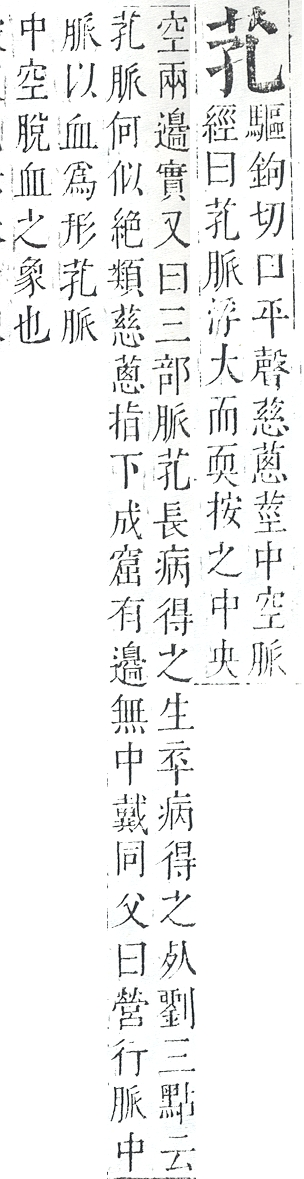 芤
驅鉤切口平聲慈蔥莖中空脈
經曰芤脈浮大而耎按之中央
空兩邊實又曰三部脈芤長病得之生卒病得之死劉三點云
芤脈何似絕類慈蔥指下成窟有邊無中戴同父曰營行脈中
脈以血為形芤脈
中空脫血之象也